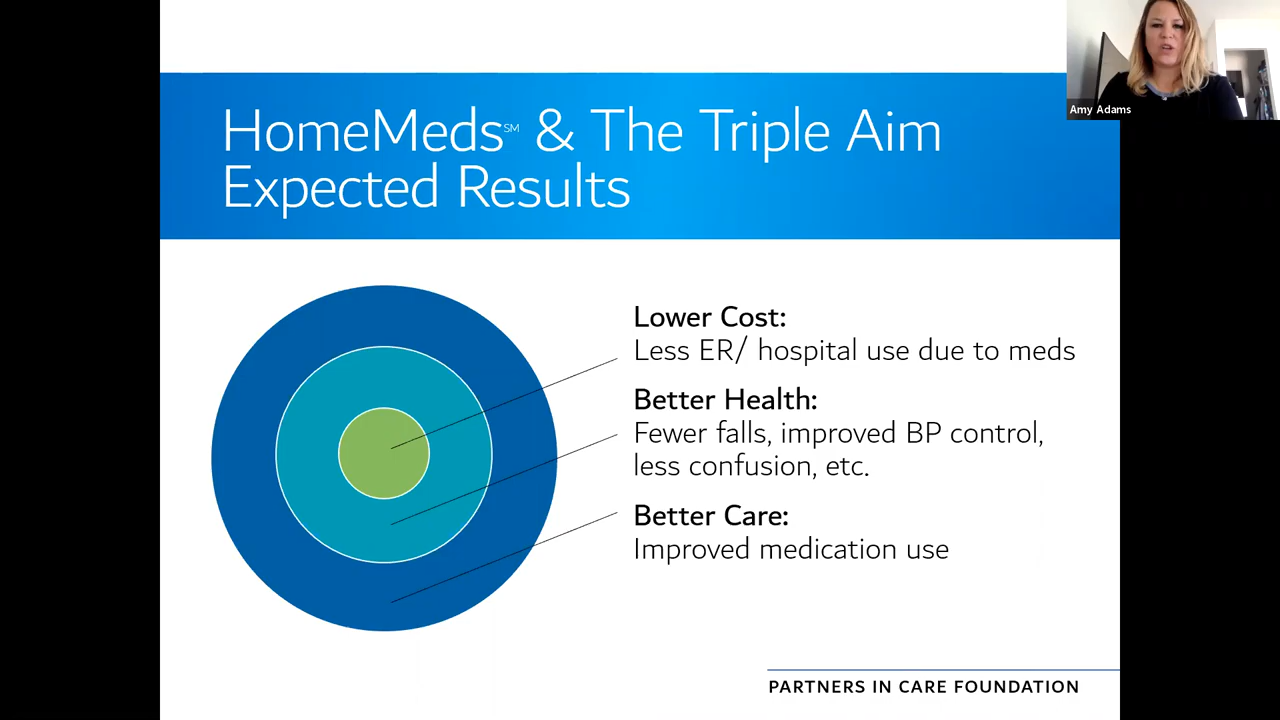 HomeMeds℠ & The Triple Aim
Expected Results
Amy Adams
Lower Cost:
Less ER/ hospital use due to meds
Better Health:
Fewer falls, improved BP control,
less confusion, etc.
Better Care:
Improved medication use
PARTNERS IN CARE FOUNDATION